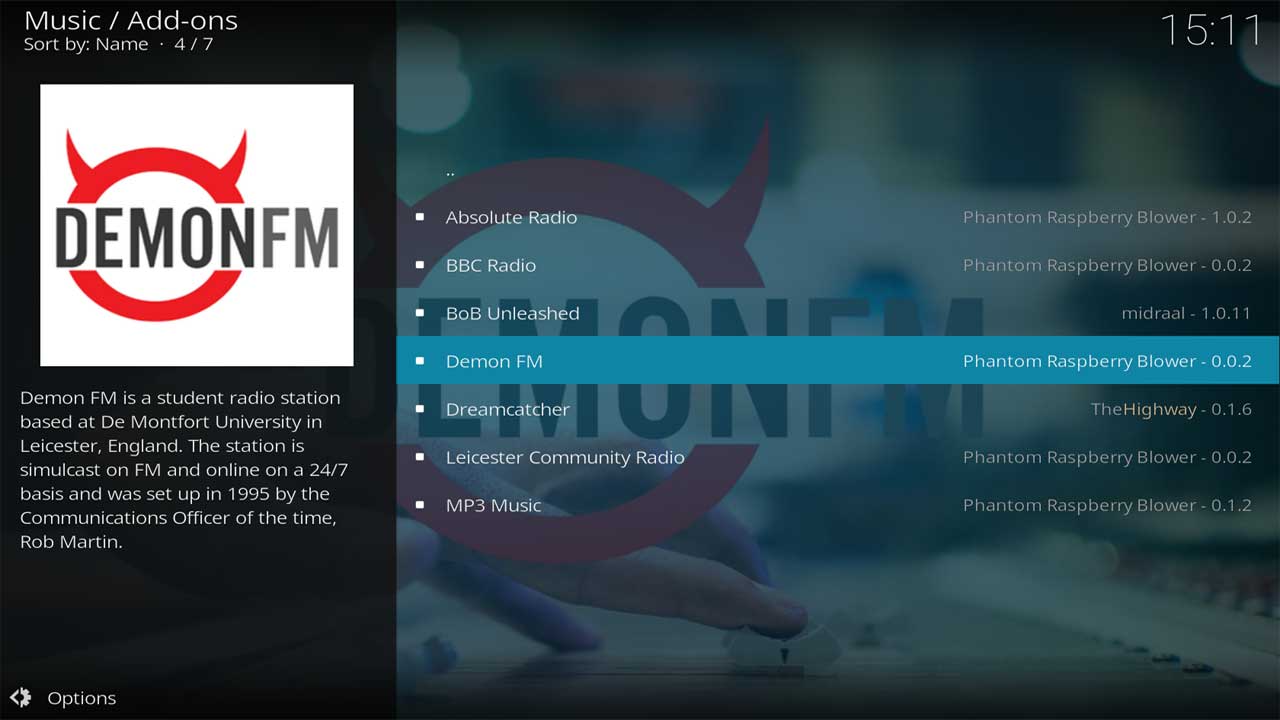 Music / Add-ons
Sort by: Name · 4 / 7
15:11
DEMONFM
Demon FM is a student radio station
based at De Montfort University in
Leicester, England. The station is
simulcast on FM and online on a 24/7
basis and was set up in 1995 by the
Communications Officer of the time,
Rob Martin.
..
Absolute Radio Phantom Raspberry Blower - 1.0.2
BBC Radio Phantom Raspberry Blower - 0.0.2
BoB Unleashed midraal - 1.0.11
Demon FM Phantom Raspberry Blower - 0.0.2
Dreamcatcher TheHighway - 0.1.6
Leicester Community Radio Phantom Raspberry Blower - 0.0.2
MP3 Music Phantom Raspberry Blower - 0.1.2
DEMONFM
Options